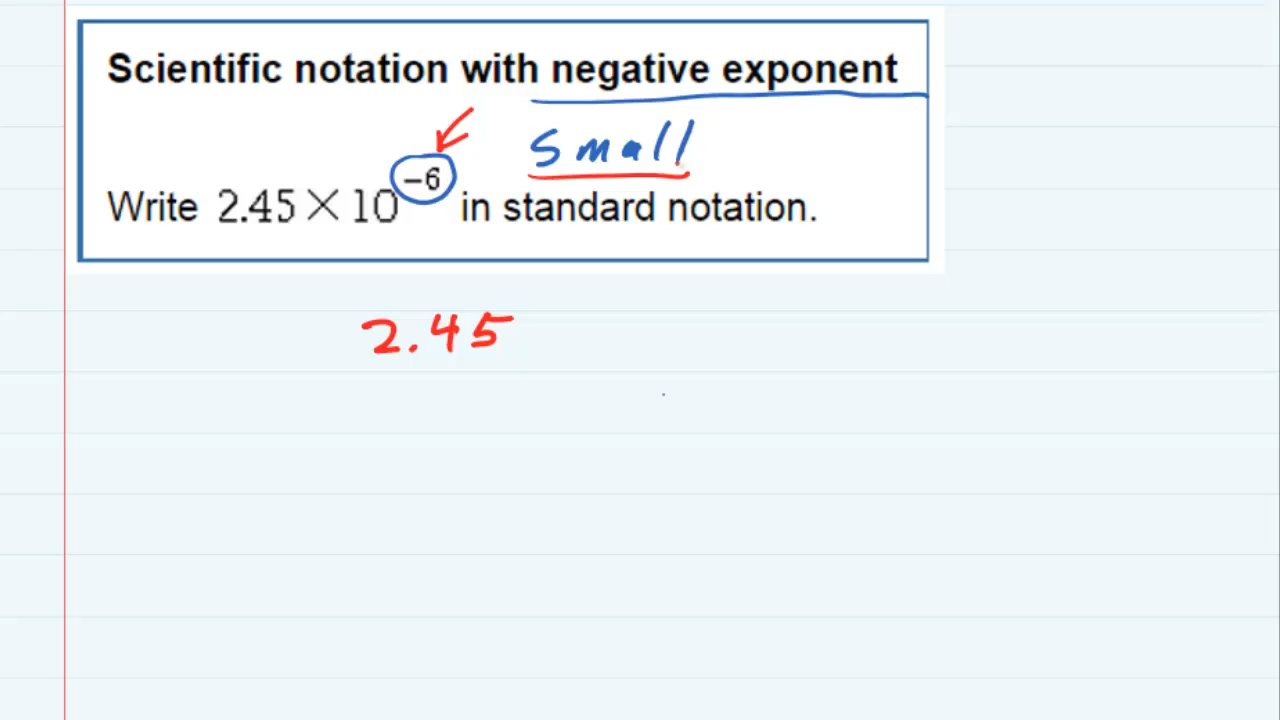 Scientific notation with negative exponent
small
Write 2.45×10⁻⁶ in standard notation.
2.45